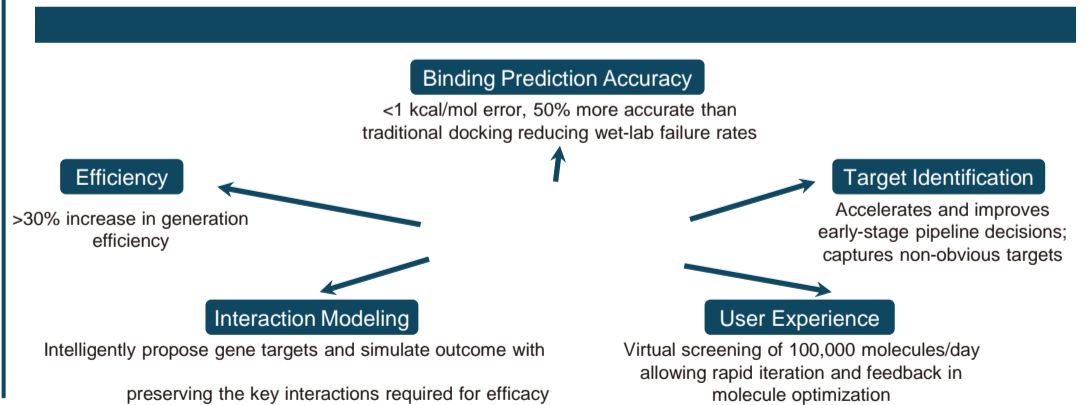 Binding Prediction Accuracy
<1 kcal/mol error, 50% more accurate than
traditional docking reducing wet-lab failure rates
Efficiency
>30% increase in generation
efficiency
Target Identification
Accelerates and improves
early-stage pipeline decisions;
captures non-obvious targets
Interaction Modeling
Intelligently propose gene targets and simulate outcome with
preserving the key interactions required for efficacy
User Experience
Virtual screening of 100,000 molecules/day
allowing rapid iteration and feedback in
molecule optimization